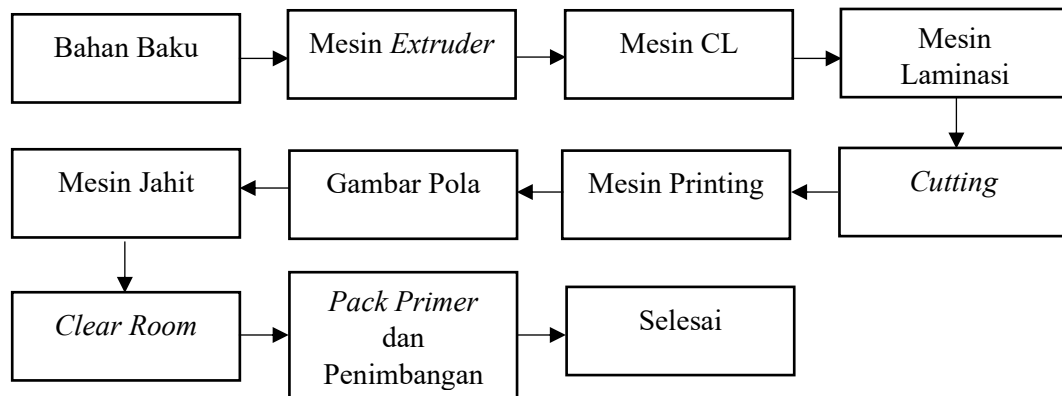 Bahan Baku
Mesin Extruder
Mesin CL
Mesin
Laminasi
Cutting
Mesin Printing
Gambar Pola
Mesin Jahit
Clear Room
Pack Primer
dan
Penimbangan
Selesai